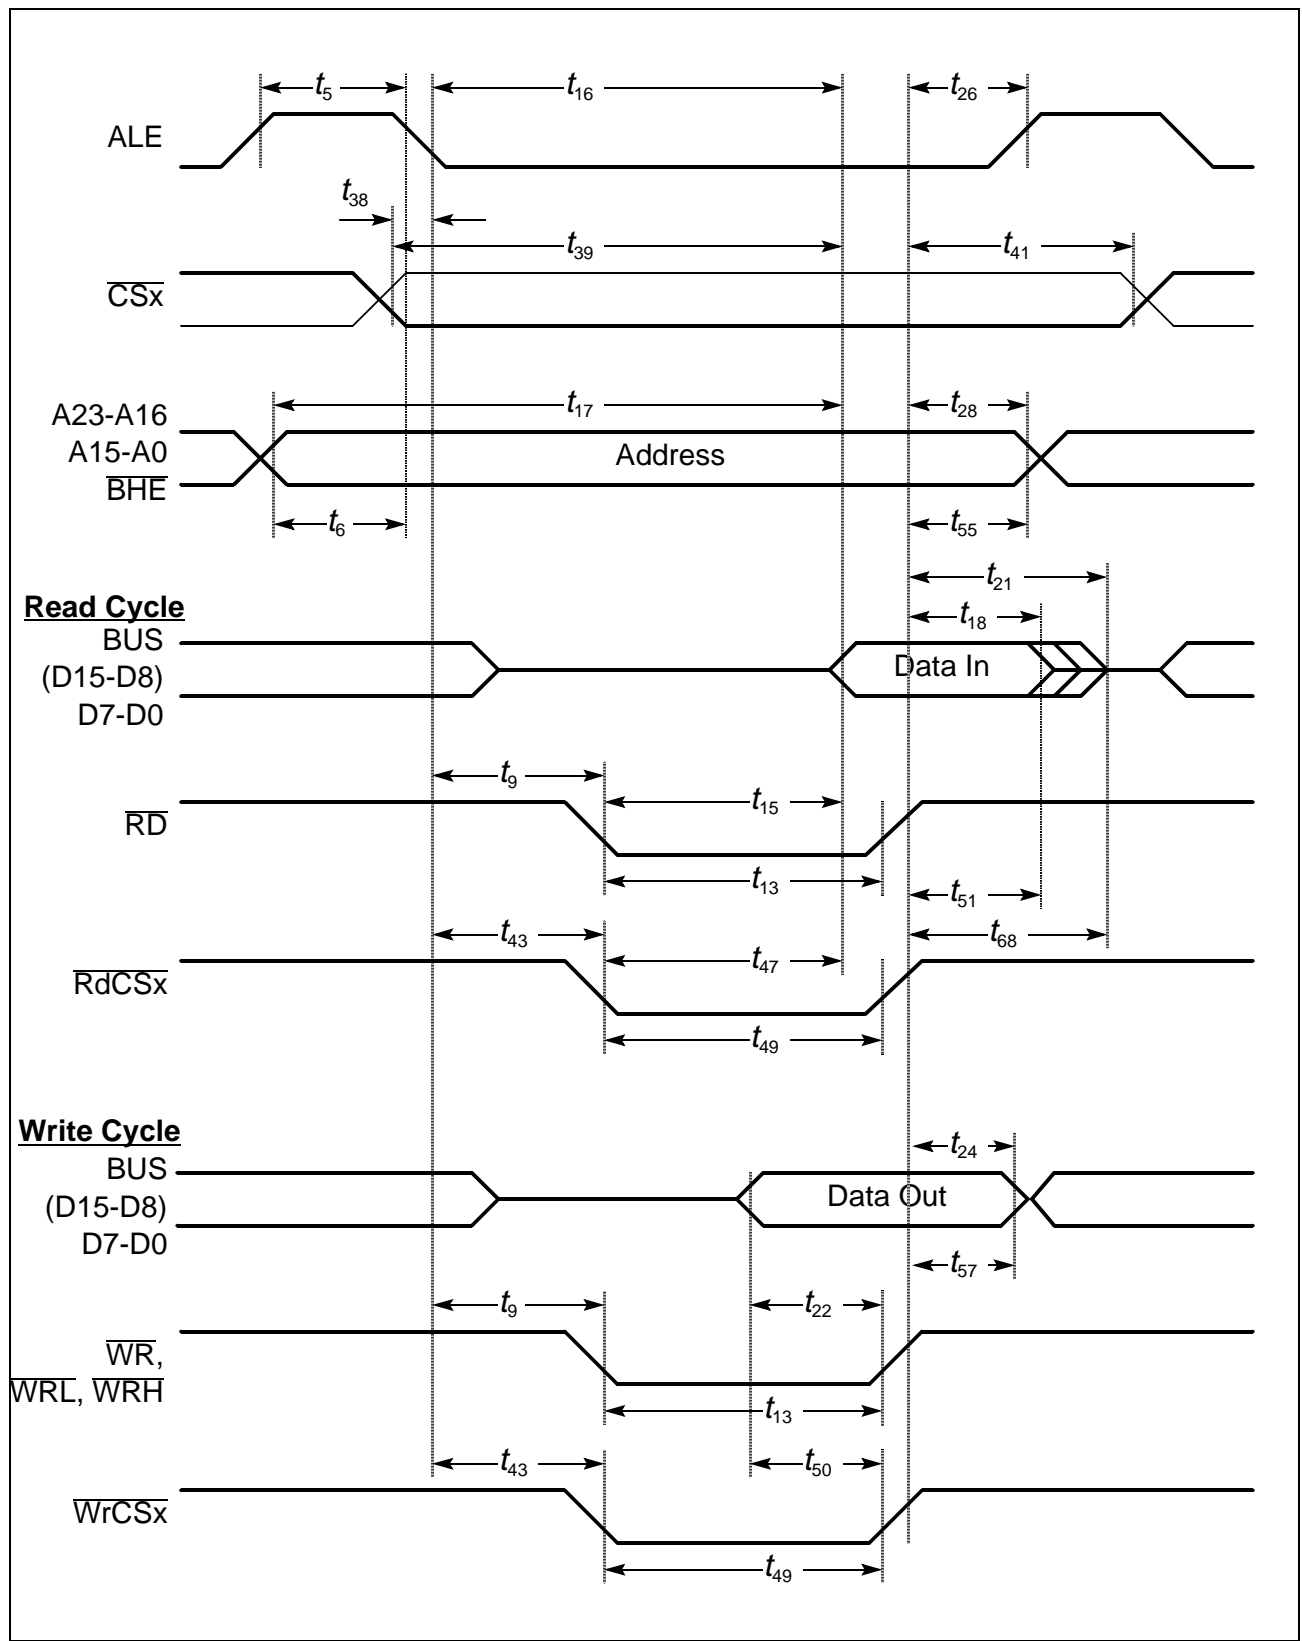 t5 t16 t26
ALE
t38
t39 t41
CSx
t17 t28
A23-A16
A15-A0
BHE
Address
t6 t55
t21
Read Cycle
t18
BUS
(D15-D8)
D7-D0
Data In
t9
t15
RD
t13
t51
t43
t68
t47
RdCSx
t49
Write Cycle
t24
BUS
(D15-D8)
D7-D0
Data Out
t57
t9 t22
WR,
WRL, WRH
t13
t43 t50
WrCSx
t49